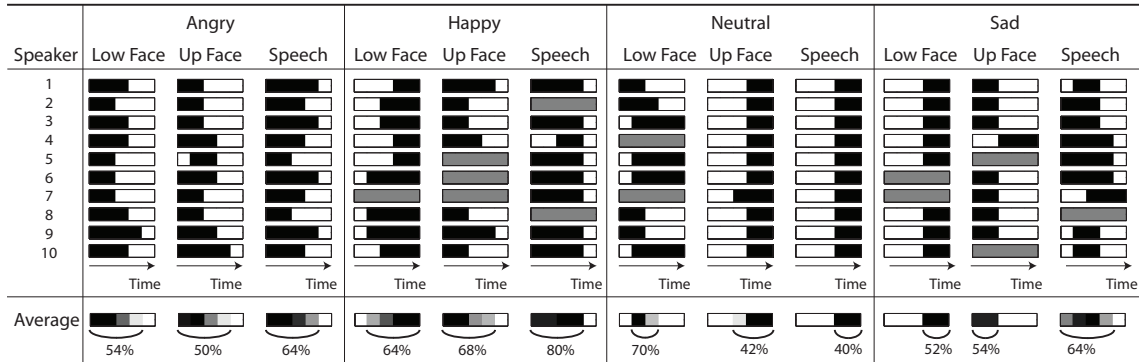 Angry Happy Neutral Sad
Speaker Low Face Up Face Speech Low Face Up Face Speech Low Face Up Face Speech Low Face Up Face Speech
1
2
3
4
5
6
7
8
9
10
Time Time Time Time Time Time Time Time Time Time Time Time
Average
54% 50% 64% 64% 68% 80% 70% 42% 40% 52% 54% 64%